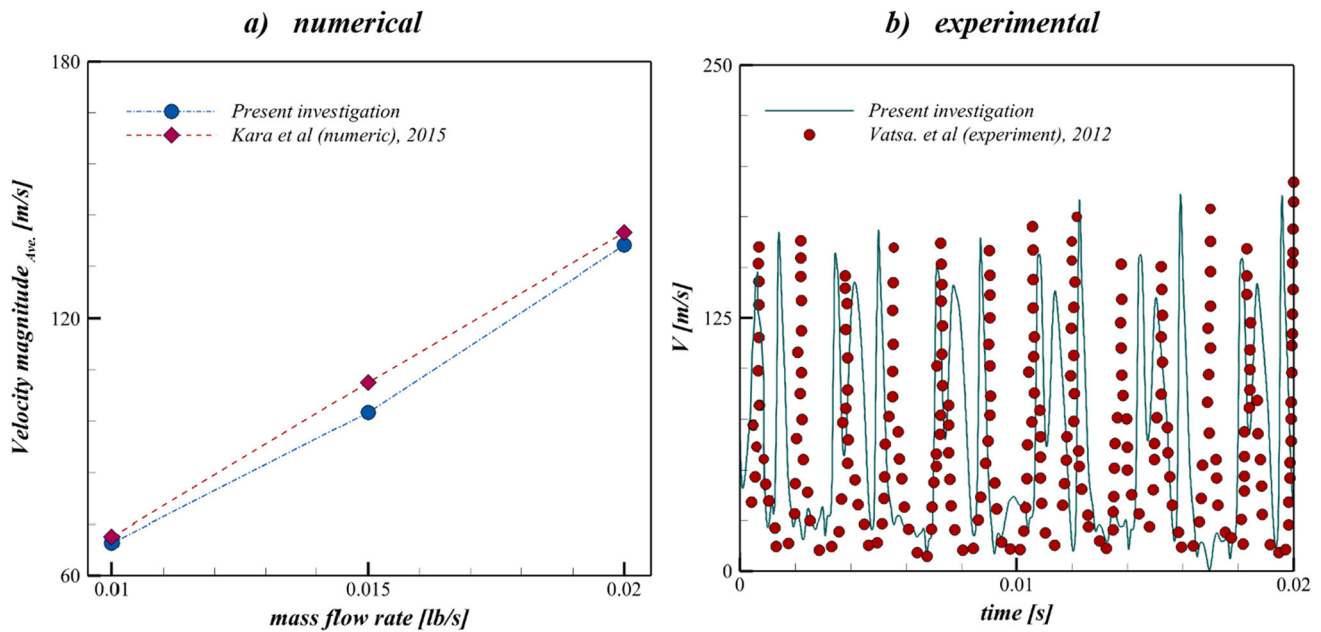 a) numerical
180
Present investigation
Kara et al (numeric), 2015
Velocity magnitude Ave. [m/s]
120
60
0.01
0.015
0.02
mass flow rate [lb/s]
b) experimental
250
Present investigation
Vatsa. et al (experiment), 2012
V [m/s]
125
0
0
0.01
0.02
time [s]